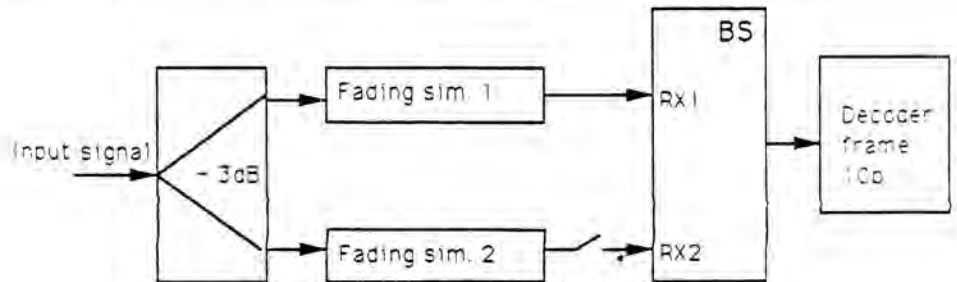 BS
Fading sim. 1
RX1
Input signal
- 3dB
Decoder
frame
Fading sim. 2
RX2